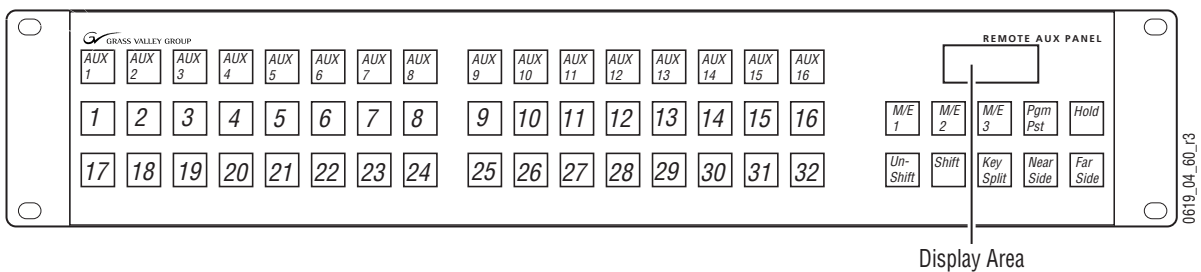 GRASS VALLEY GROUP
REMOTE AUX PANEL
AUX 1 AUX 2 AUX 3 AUX 4 AUX 5 AUX 6 AUX 7 AUX 8 AUX 9 AUX 10 AUX 11 AUX 12 AUX 13 AUX 14 AUX 15 AUX 16
1 2 3 4 5 6 7 8 9 10 11 12 13 14 15 16
M/E 1 M/E 2 M/E 3 Pgm Pst Hold
17 18 19 20 21 22 23 24 25 26 27 28 29 30 31 32
Un-Shift Shift Key Split Near Side Far Side
0619_04_60_r3
Display Area